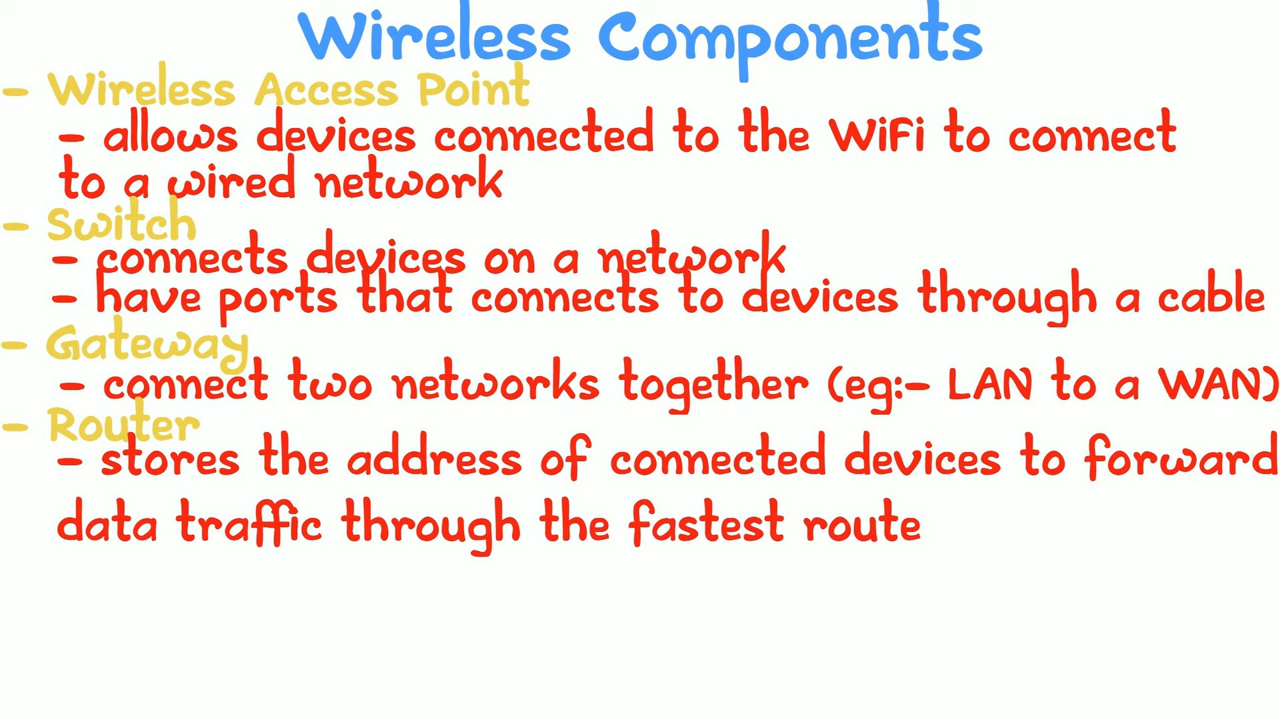 Wireless Components
- Wireless Access Point
- allows devices connected to the WiFi to connect
to a wired network
- Switch
- connects devices on a network
- have ports that connects to devices through a cable
- Gateway
- connect two networks together (eg:- LAN to a WAN)
- Router
- stores the address of connected devices to forward
data traffic through the fastest route